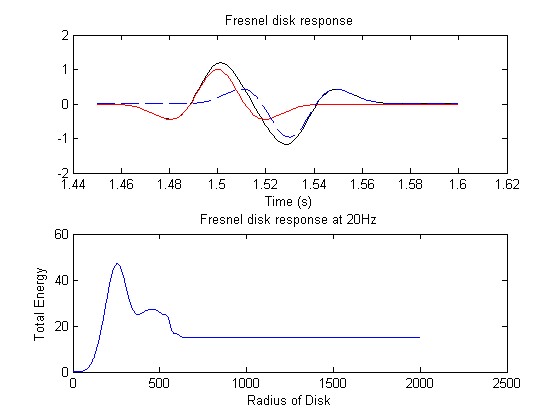 Fresnel disk response
2
1
0
-1
-2
1.44 1.46 1.48 1.5 1.52 1.54 1.56 1.58 1.6 1.62
Time (s)
Fresnel disk response at 20Hz
60
40
20
0
Total Energy
0 500 1000 1500 2000 2500
Radius of Disk